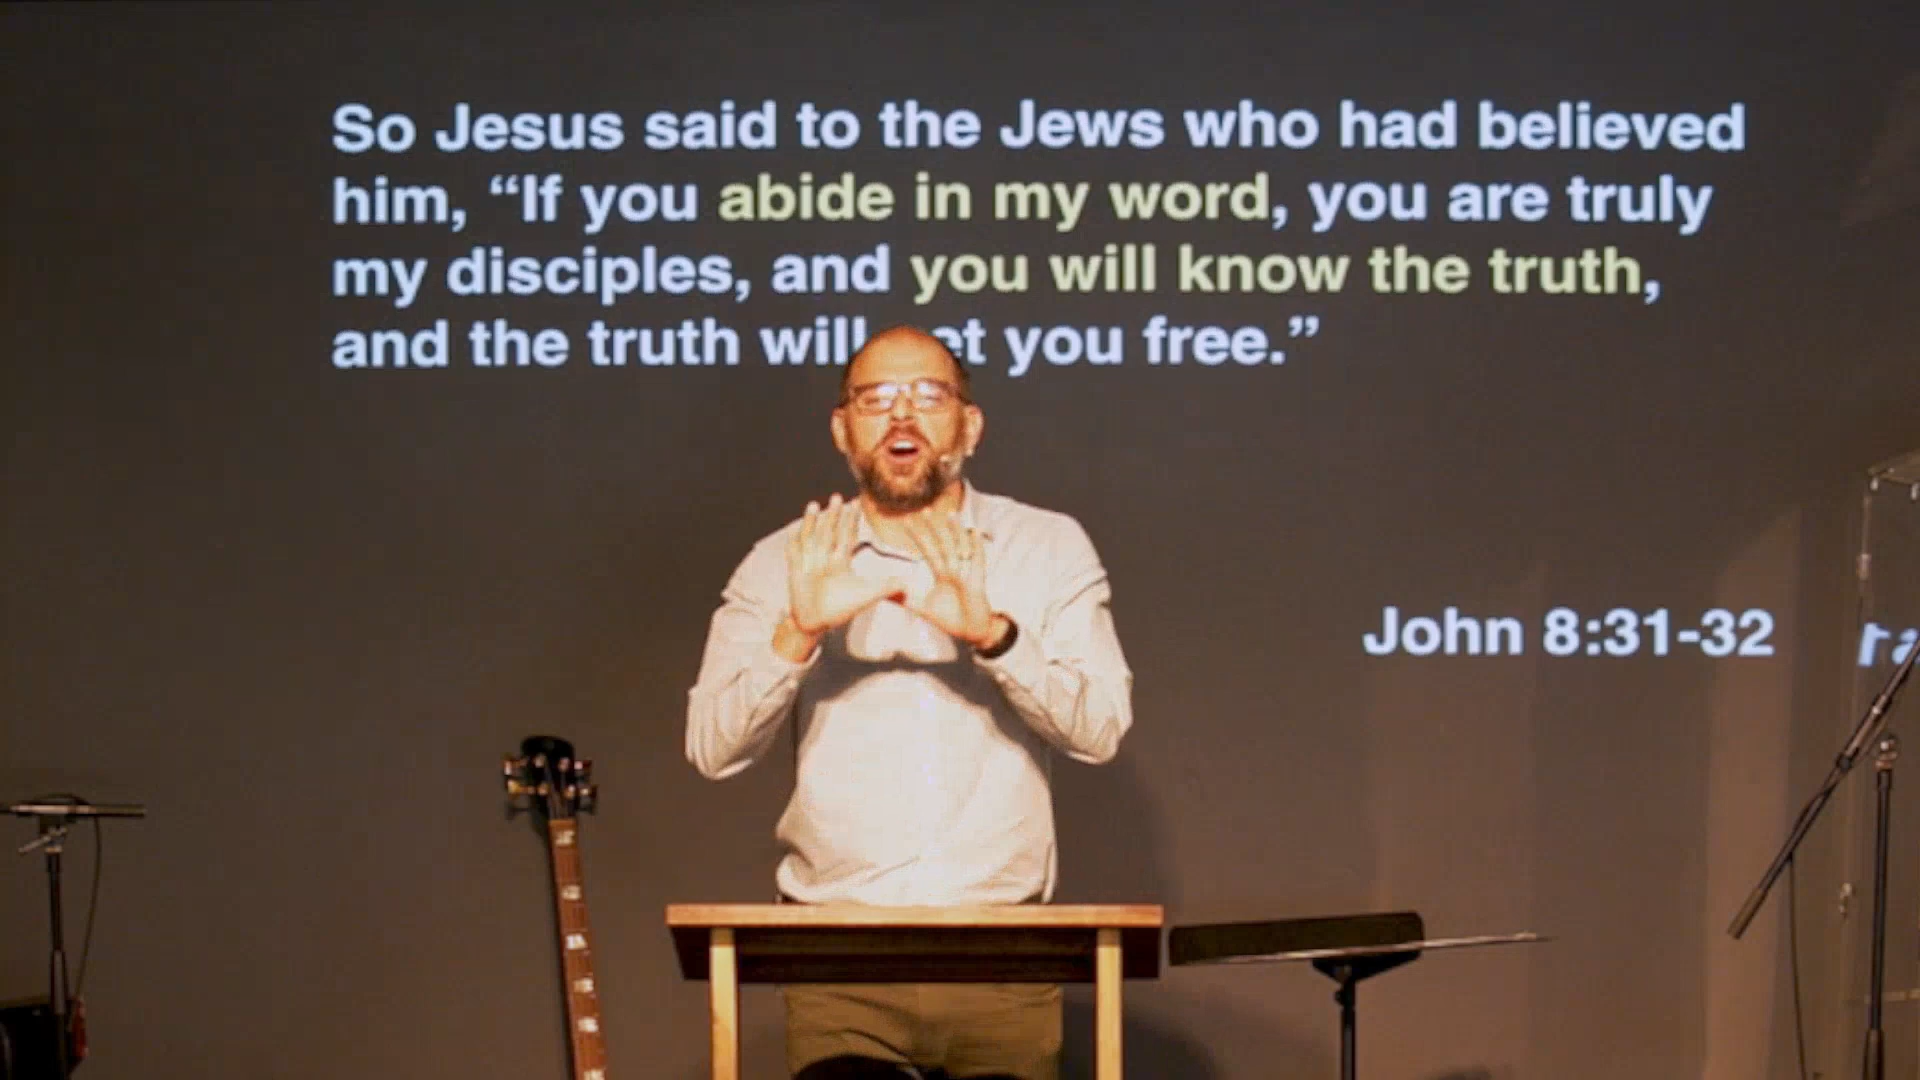 So Jesus said to the Jews who had believed
him, “If you abide in my word, you are truly
my disciples, and you will know the truth,
and the truth will et you free.”
John 8:31-32